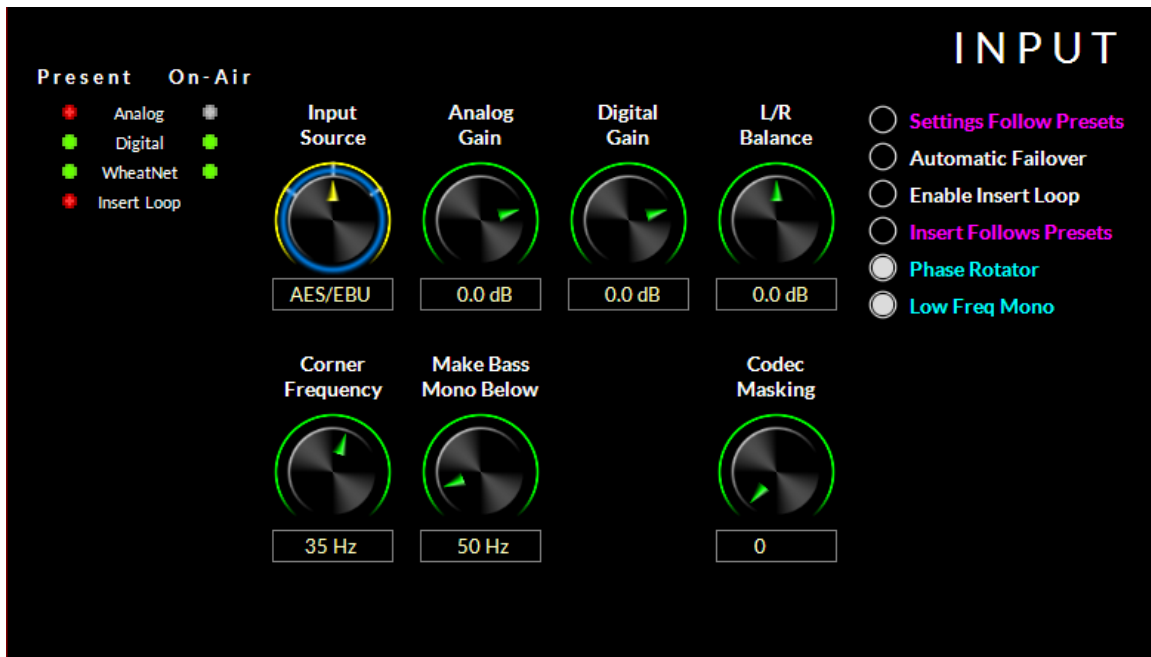 INPUT
Present On-Air
Analog
Digital
WheatNet
Insert Loop
Input
Source
AES/EBU
Analog
Gain
0.0 dB
Digital
Gain
0.0 dB
L/R
Balance
0.0 dB
Settings Follow Presets
Automatic Failover
Enable Insert Loop
Insert Follows Presets
Phase Rotator
Low Freq Mono
Corner
Frequency
35 Hz
Make Bass
Mono Below
50 Hz
Codec
Masking
0